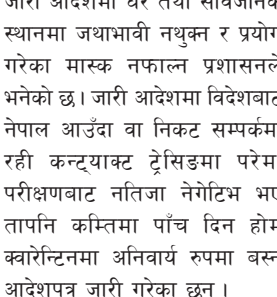 जारी आदेशमा घर तथा सार्वजनिक
स्थानमा जथाभावी नथुक्न र प्रयोग
गरेका मास्क नफाल्न प्रशासनले
भनेको छ । जारी आदेशमा विदेशबाट
नेपाल आउँदा वा निकट सम्पर्कमा
रही कन्ट्याक्ट ट्रेसिङमा परेमा
परीक्षणबाट नतिजा नेगेटिभ भए
तापनि कम्तिमा पाँच दिन होम
क्वारेन्टिनमा अनिवार्य रुपमा बस्न
आदेशपत्र जारी गरेका छन् ।